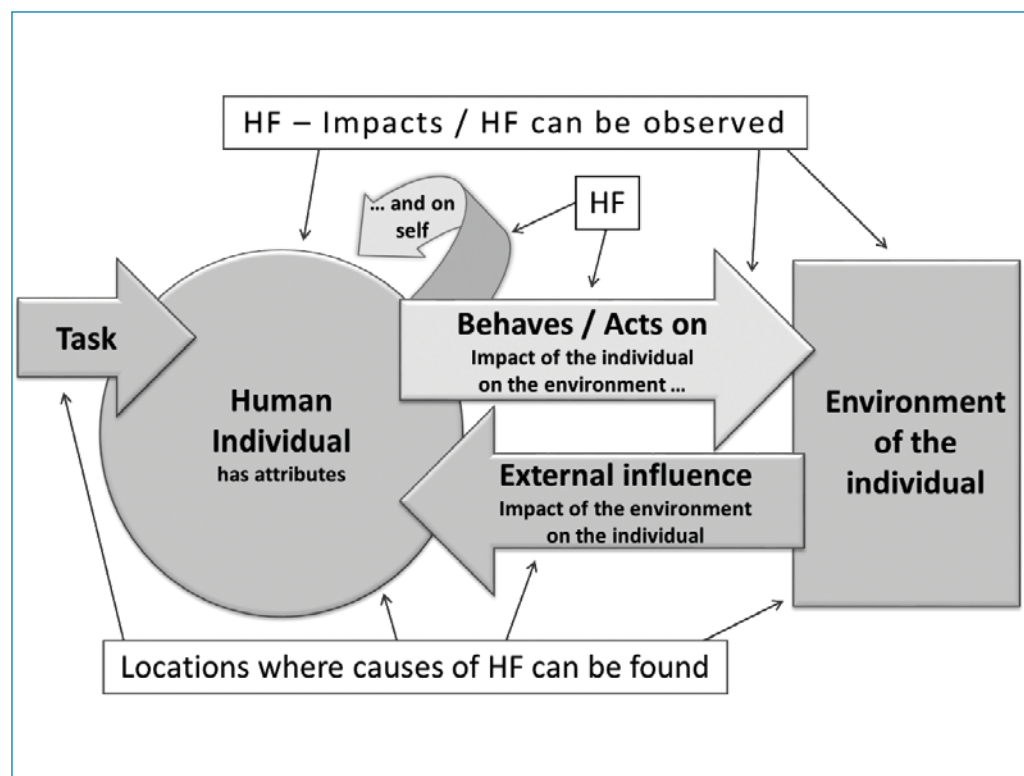 HF – Impacts / HF can be observed
... and on
self
HF
Task
Behaves / Acts on
Impact of the individual
on the environment ...
Human
Individual
has attributes
Environment
of the
individual
External influence
Impact of the environment
on the individual
Locations where causes of HF can be found